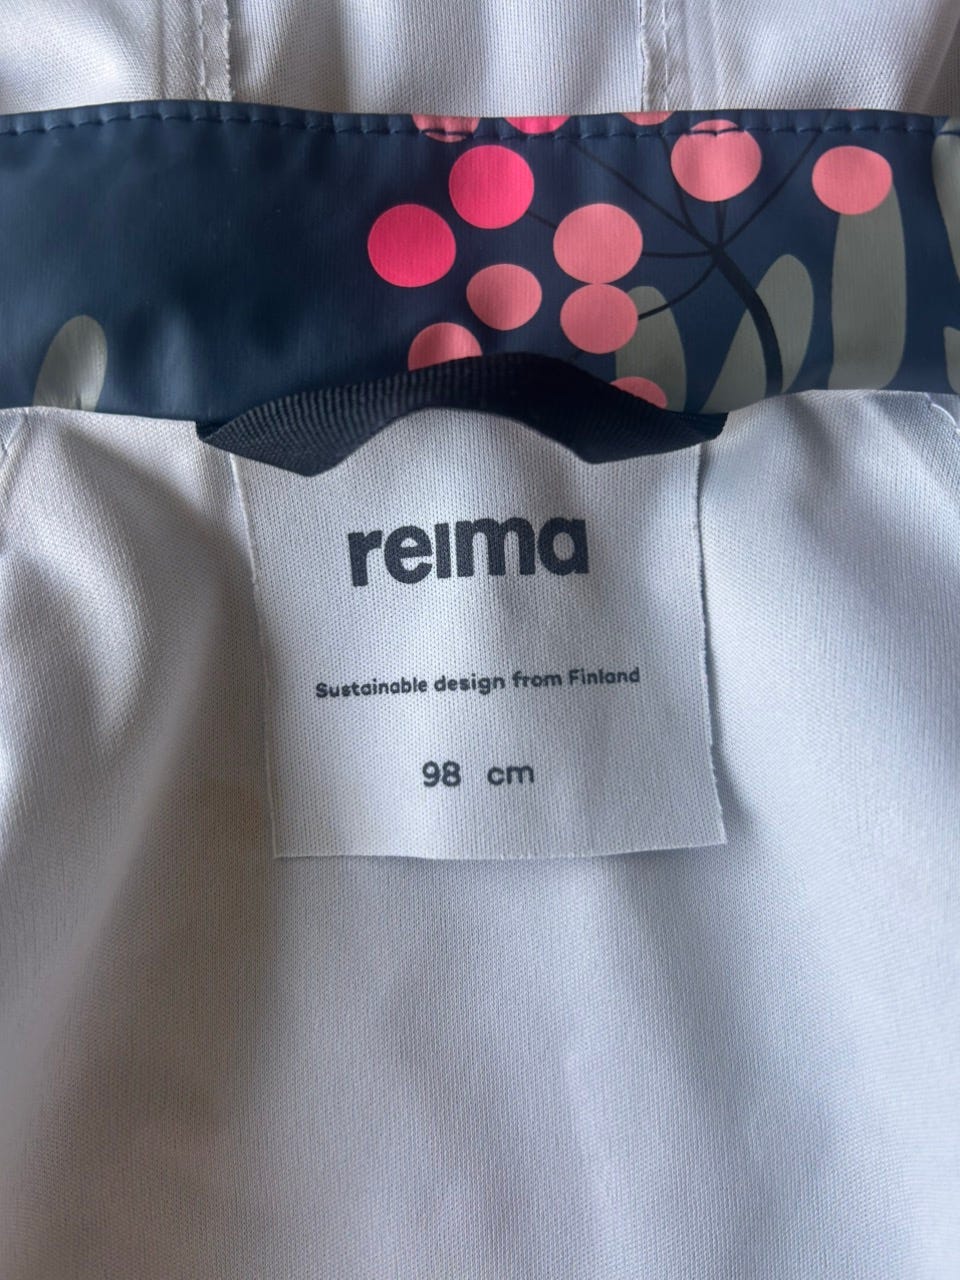 reima
Sustainable design from Finland
98 cm